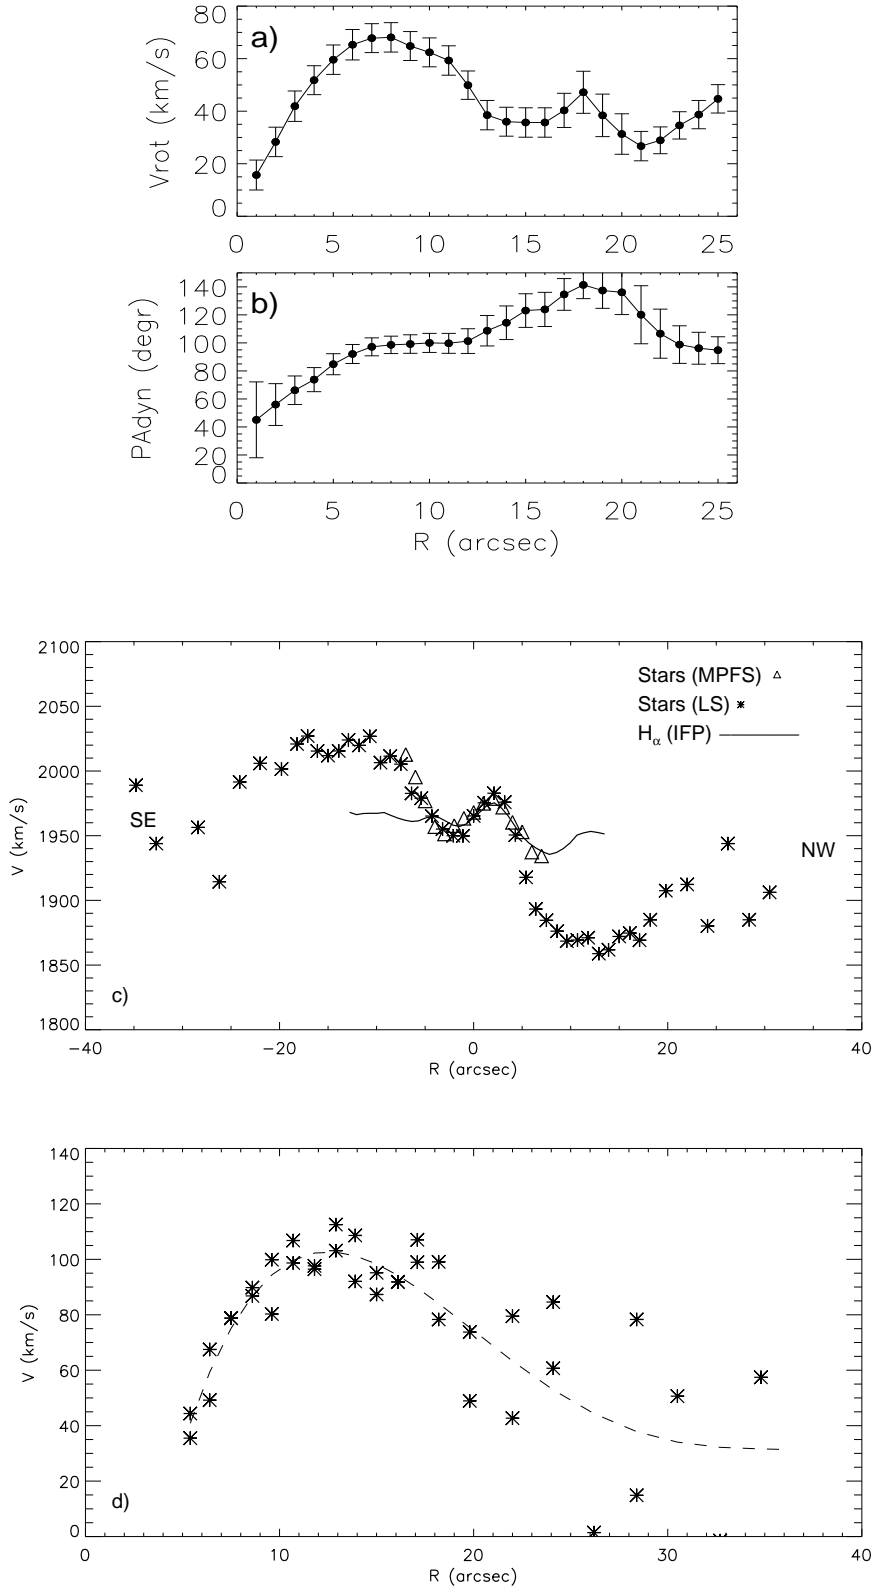 80
a)
60
40
20
0
Vrot (km/s)
0 5 10 15 20 25
140
b)
120
100
80
60
40
20
0
PAdyn (degr)
0 5 10 15 20 25
R (arcsec)
2100
Stars (MPFS)
Stars (LS)
2050
Hα (IFP)
2000
SE
1950
NW
1900
1850
c)
1800
V (km/s)
−40 −20 0 20 40
R (arcsec)
140
120
100
80
60
40
20
d)
0
V (km/s)
0 10 20 30 40
R (arcsec)